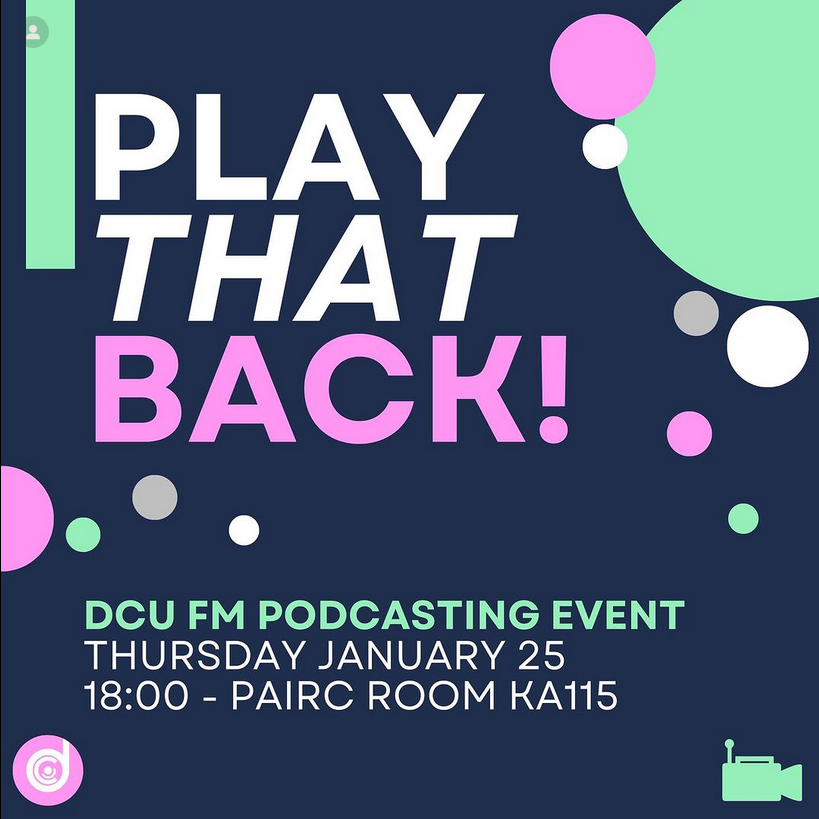 PLAY
THAT
BACK!
DCU FM PODCASTING EVENT
THURSDAY JANUARY 25
18:00 - PAIRC ROOM KA115